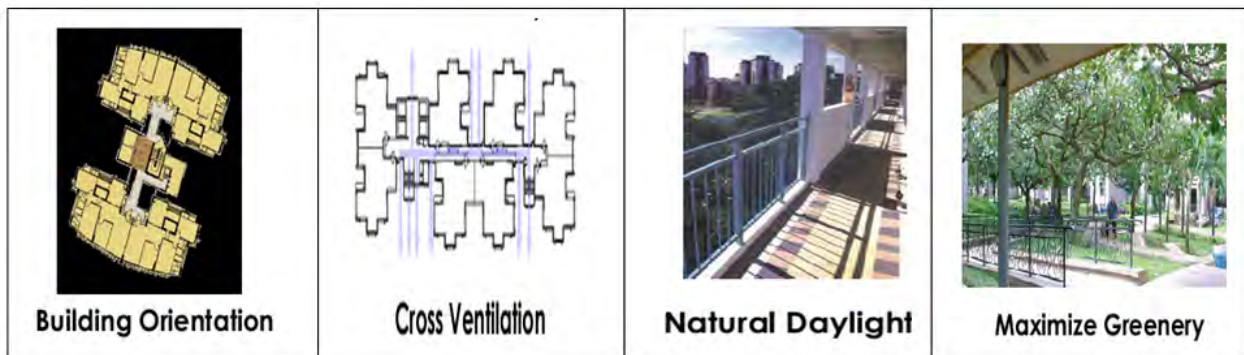 Building Orientation
Cross Ventilation
Natural Daylight
Maximize Greenery